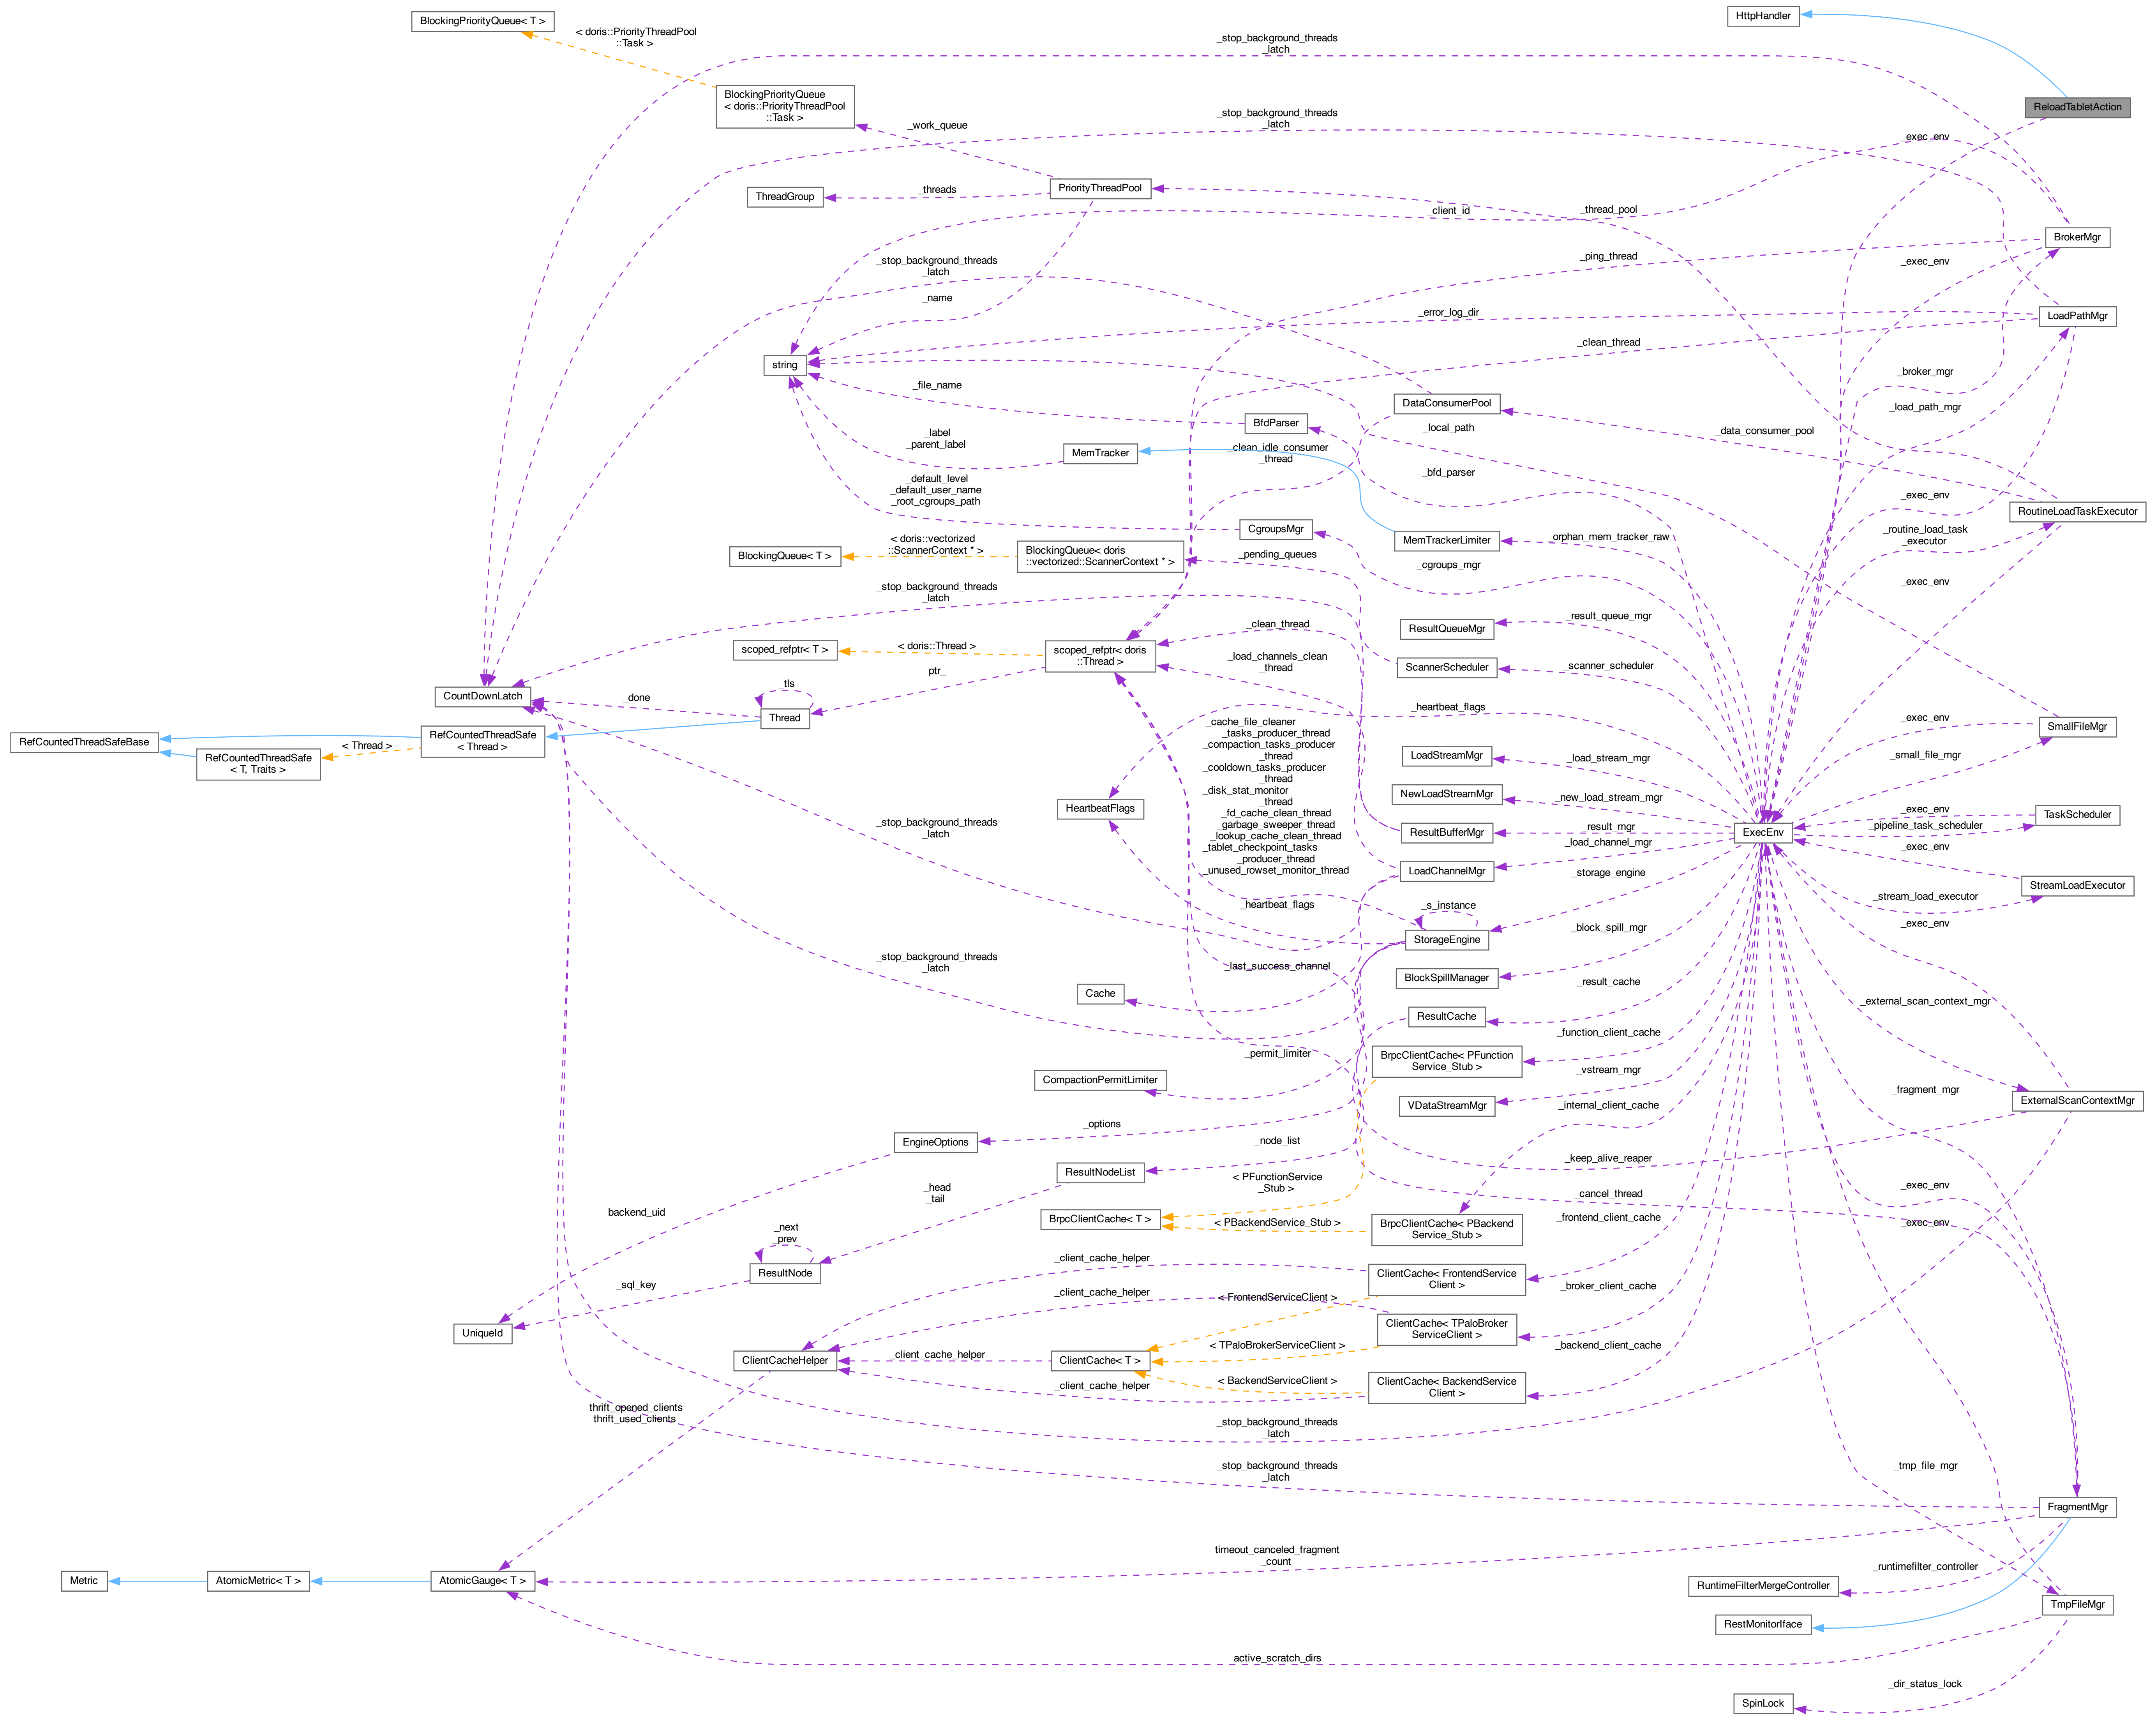 BlockingPriorityQueue< T >
HttpHandler
< doris::PriorityThreadPool
::Task >
_stop_background_threads
_latch
BlockingPriorityQueue
< doris::PriorityThreadPool
::Task >
ReloadTabletAction
_stop_background_threads
_latch
_work_queue
_exec_env
ThreadGroup
_threads
PriorityThreadPool
_client_id
_thread_pool
BrokerMgr
_stop_background_threads
_latch
_ping_thread
_exec_env
_name
_error_log_dir
LoadPathMgr
_clean_thread
string
_file_name
_broker_mgr
DataConsumerPool
_load_path_mgr
BfdParser
_local_path
_data_consumer_pool
_label
_parent_label
MemTracker
_clean_idle_consumer
_thread
_bfd_parser
_default_level
_default_user_name
_root_cgroups_path
_exec_env
RoutineLoadTaskExecutor
CgroupsMgr
MemTrackerLimiter
_orphan_mem_tracker_raw
_routine_load_task
_executor
< doris::vectorized
::ScannerContext * >
BlockingQueue< T >
BlockingQueue< doris
::vectorized::ScannerContext * >
_pending_queues
_cgroups_mgr
_exec_env
_stop_background_threads
_latch
_result_queue_mgr
ResultQueueMgr
_clean_thread
scoped_refptr< T >
< doris::Thread >
scoped_refptr< doris
::Thread >
_load_channels_clean
_thread
ScannerScheduler
_scanner_scheduler
ptr_
_tls
CountDownLatch
_done
Thread
_heartbeat_flags
_exec_env
SmallFileMgr
RefCountedThreadSafeBase
RefCountedThreadSafe
< Thread >
< Thread >
RefCountedThreadSafe
< T, Traits >
_cache_file_cleaner
_tasks_producer_thread
_compaction_tasks_producer
_thread
_cooldown_tasks_producer
_thread
_disk_stat_monitor
_thread
_fd_cache_clean_thread
_garbage_sweeper_thread
_lookup_cache_clean_thread
_tablet_checkpoint_tasks
_producer_thread
_unused_rowset_monitor_thread
LoadStreamMgr
_load_stream_mgr
_small_file_mgr
NewLoadStreamMgr
_new_load_stream_mgr
HeartbeatFlags
_exec_env
TaskScheduler
_stop_background_threads
_latch
ResultBufferMgr
_result_mgr
ExecEnv
_pipeline_task_scheduler
_load_channel_mgr
_exec_env
LoadChannelMgr
_storage_engine
StreamLoadExecutor
_heartbeat_flags
_s_instance
_stream_load_executor
StorageEngine
_block_spill_mgr
_exec_env
_stop_background_threads
_latch
_last_success_channel
BlockSpillManager
_result_cache
Cache
_external_scan_context_mgr
ResultCache
_function_client_cache
_permit_limiter
BrpcClientCache< PFunction
Service_Stub >
CompactionPermitLimiter
_vstream_mgr
_fragment_mgr
VDataStreamMgr
_internal_client_cache
ExternalScanContextMgr
_options
EngineOptions
_node_list
_keep_alive_reaper
ResultNodeList
< PFunctionService
_Stub >
_head
_tail
_cancel_thread
_exec_env
backend_uid
BrpcClientCache< T >
< PBackendService_Stub >
BrpcClientCache< PBackend
Service_Stub >
_frontend_client_cache
_exec_env
_next
_prev
_client_cache_helper
ResultNode
_sql_key
ClientCache< FrontendService
Client >
_broker_client_cache
_client_cache_helper
< FrontendServiceClient >
UniqueId
ClientCache< TPaloBroker
ServiceClient >
< TPaloBrokerServiceClient >
_backend_client_cache
ClientCacheHelper
_client_cache_helper
ClientCache< T >
< BackendServiceClient >
ClientCache< BackendService
Client >
_client_cache_helper
thrift_opened_clients
thrift_used_clients
_stop_background_threads
_latch
_stop_background_threads
_latch
_tmp_file_mgr
FragmentMgr
timeout_canceled_fragment
_count
_runtimefilter_controller
Metric
AtomicMetric< T >
AtomicGauge< T >
RuntimeFilterMergeController
TmpFileMgr
RestMonitorIface
active_scratch_dirs
_dir_status_lock
SpinLock